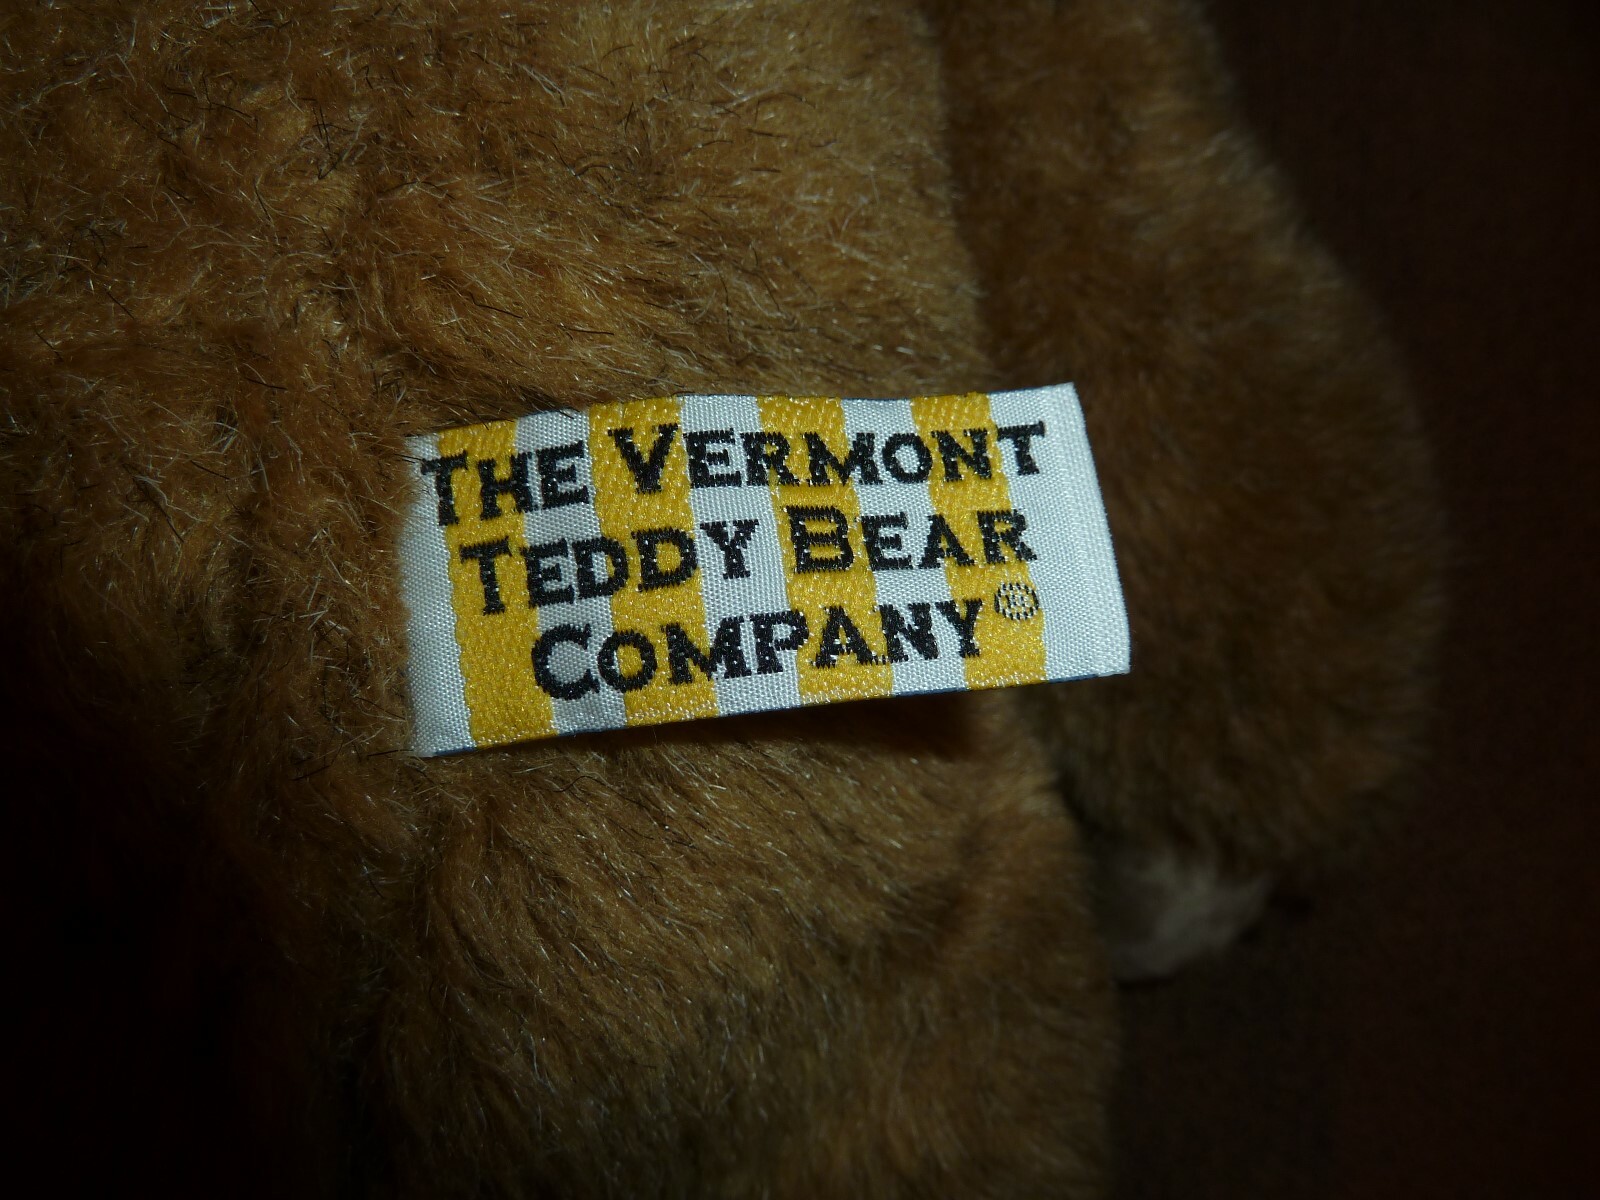 THE VERMONT
TEDDY BEAR
COMPANY®